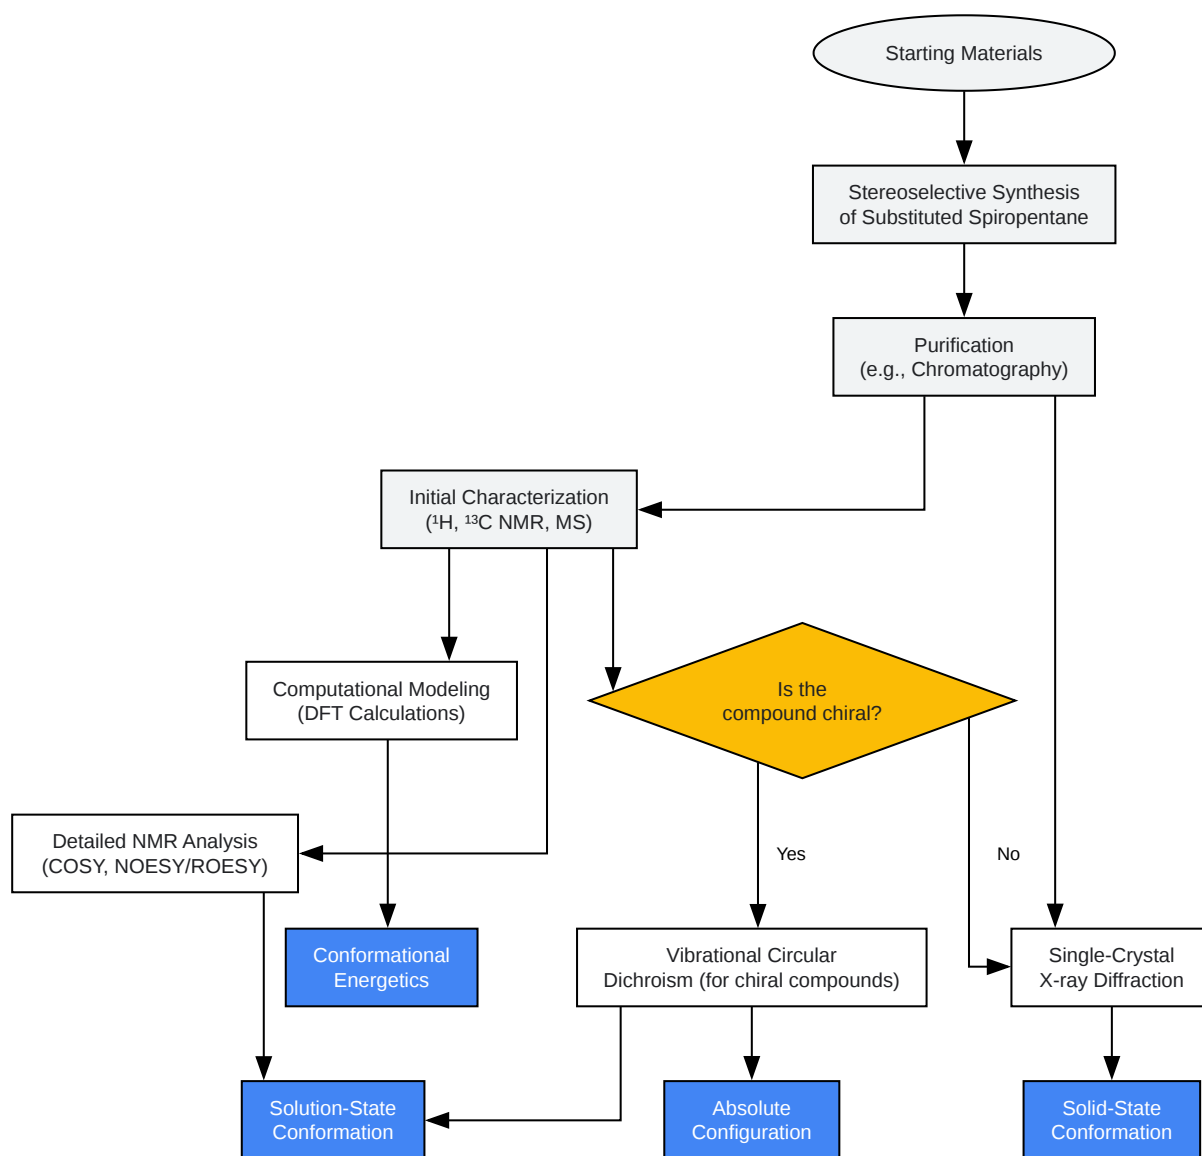 Starting Materials
Stereoselective Synthesis
of Substituted Spiropentane
Purification
(e.g., Chromatography)
Initial Characterization
(¹H, ¹³C NMR, MS)
Is the
compound chiral?
Computational Modeling
(DFT Calculations)
Detailed NMR Analysis
(COSY, NOESY/ROESY)
Yes
No
Conformational
Energetics
Vibrational Circular
Dichroism (for chiral compounds)
Single-Crystal
X-ray Diffraction
Solution-State
Conformation
Absolute
Configuration
Solid-State
Conformation